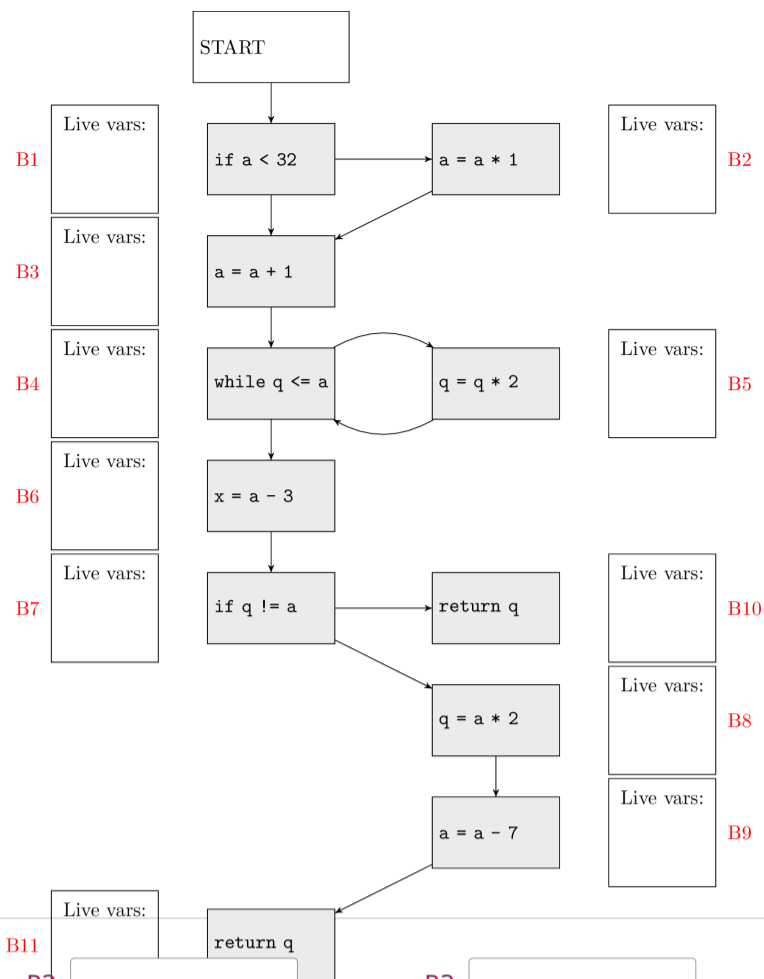 START
Live vars:
Live vars:
B1
if a < 32
a = a * 1
B2
Live vars:
B3
a = a + 1
Live vars:
Live vars:
B4
while q <= a
q = q * 2
B5
Live vars:
B6
x = a - 3
Live vars:
Live vars:
B7
if q != a
return q
B10
Live vars:
q = a * 2
B8
Live vars:
a = a - 7
B9
Live vars:
B11
return q